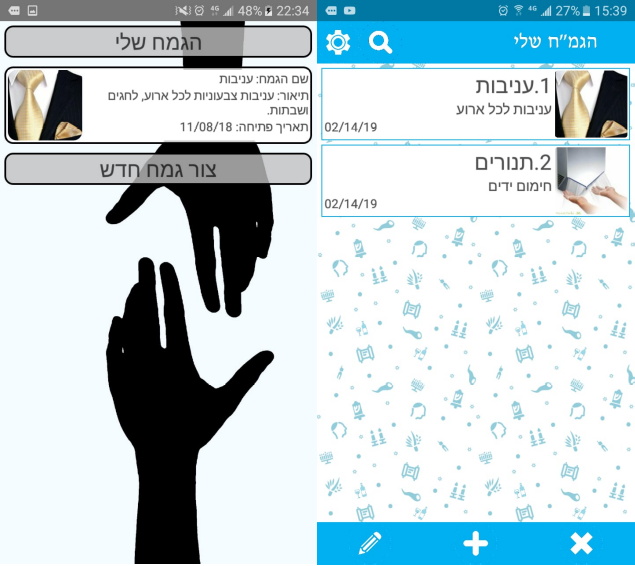 4G 48% 22:34
הגמח שלי
שם הגמח: עניבות
תיאור: עניבות צבעוניות לכל ארוע, לחגים
ושבתות.
תאריך פתיחה: 11/08/18
צור גמח חדש
4G 27% 15:39
הגמ"ח שלי
1.עניבות
עניבות לכל ארוע
02/14/19
2.תנורים
חימום ידים
02/14/19